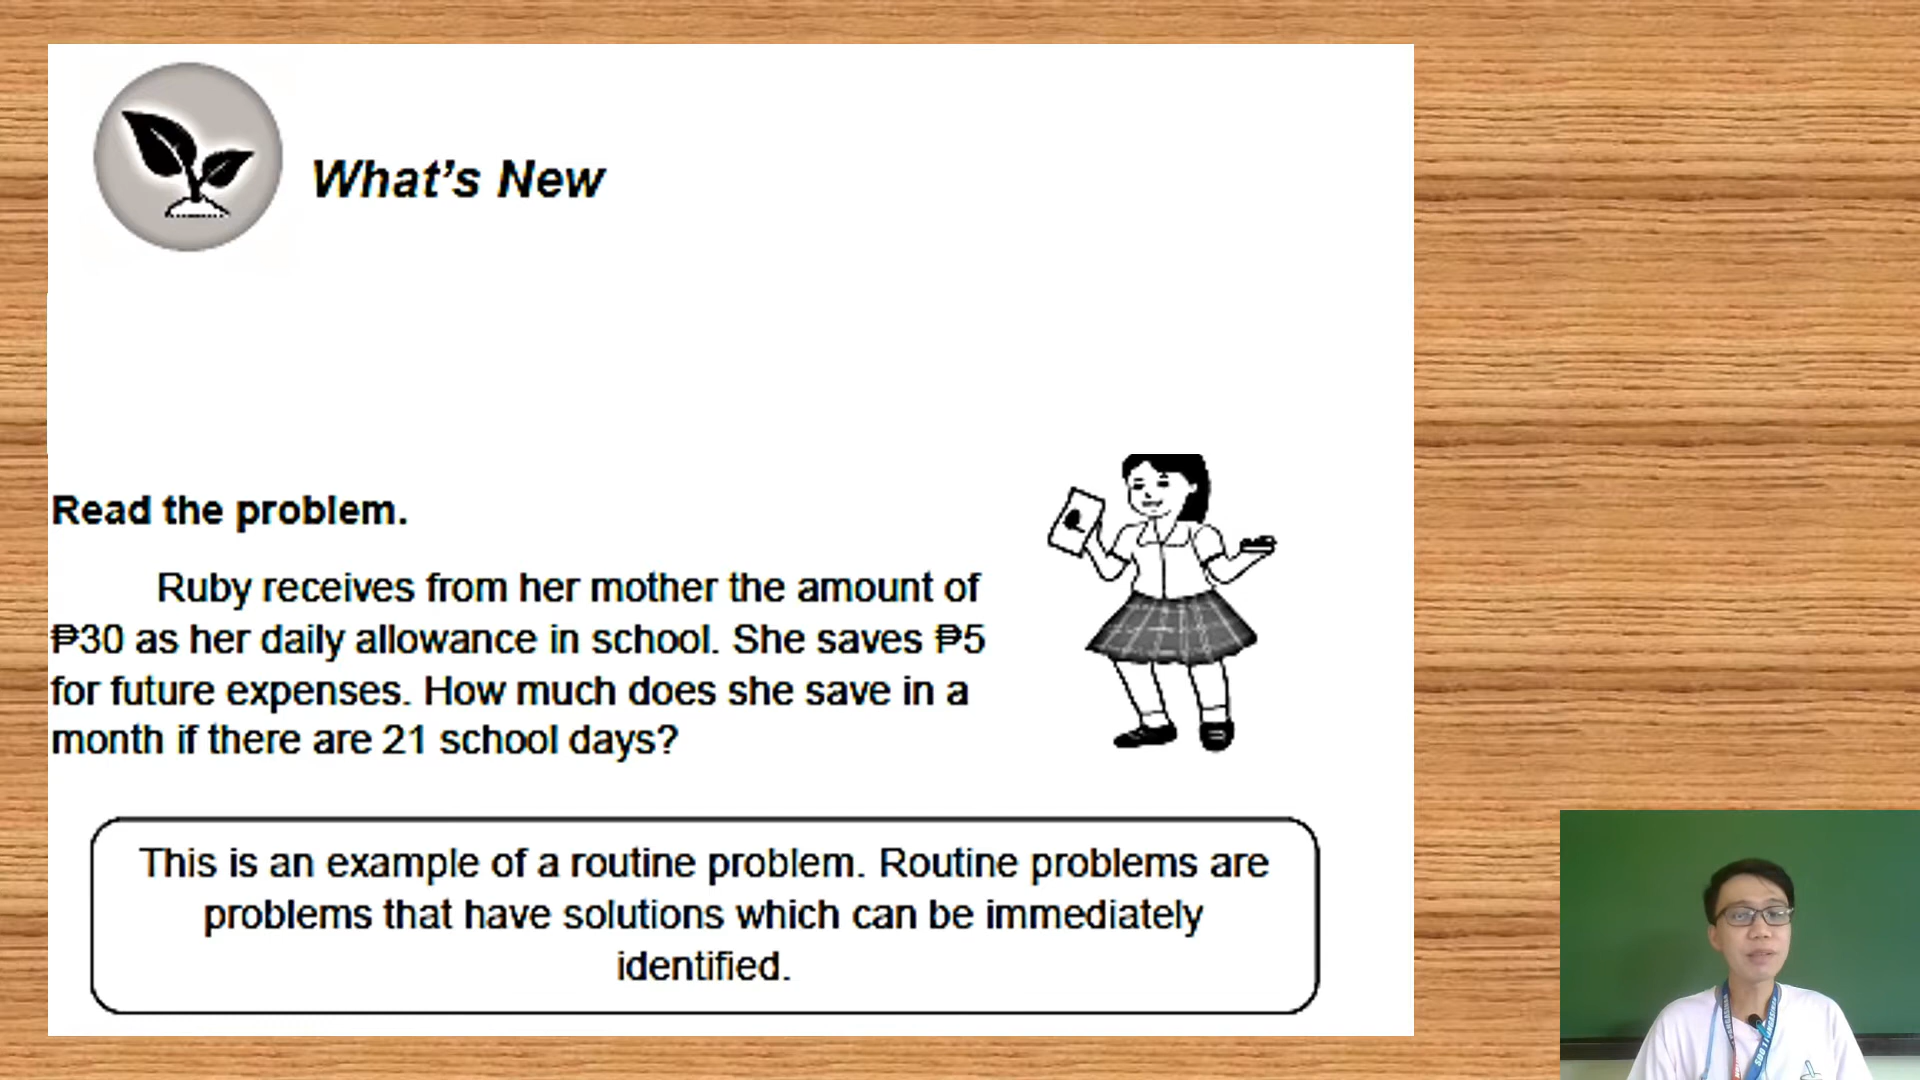 What's New
Read the problem.
Ruby receives from her mother the amount of
₱30 as her daily allowance in school. She saves ₱5
for future expenses. How much does she save in a
month if there are 21 school days?
This is an example of a routine problem. Routine problems are
problems that have solutions which can be immediately
identified.